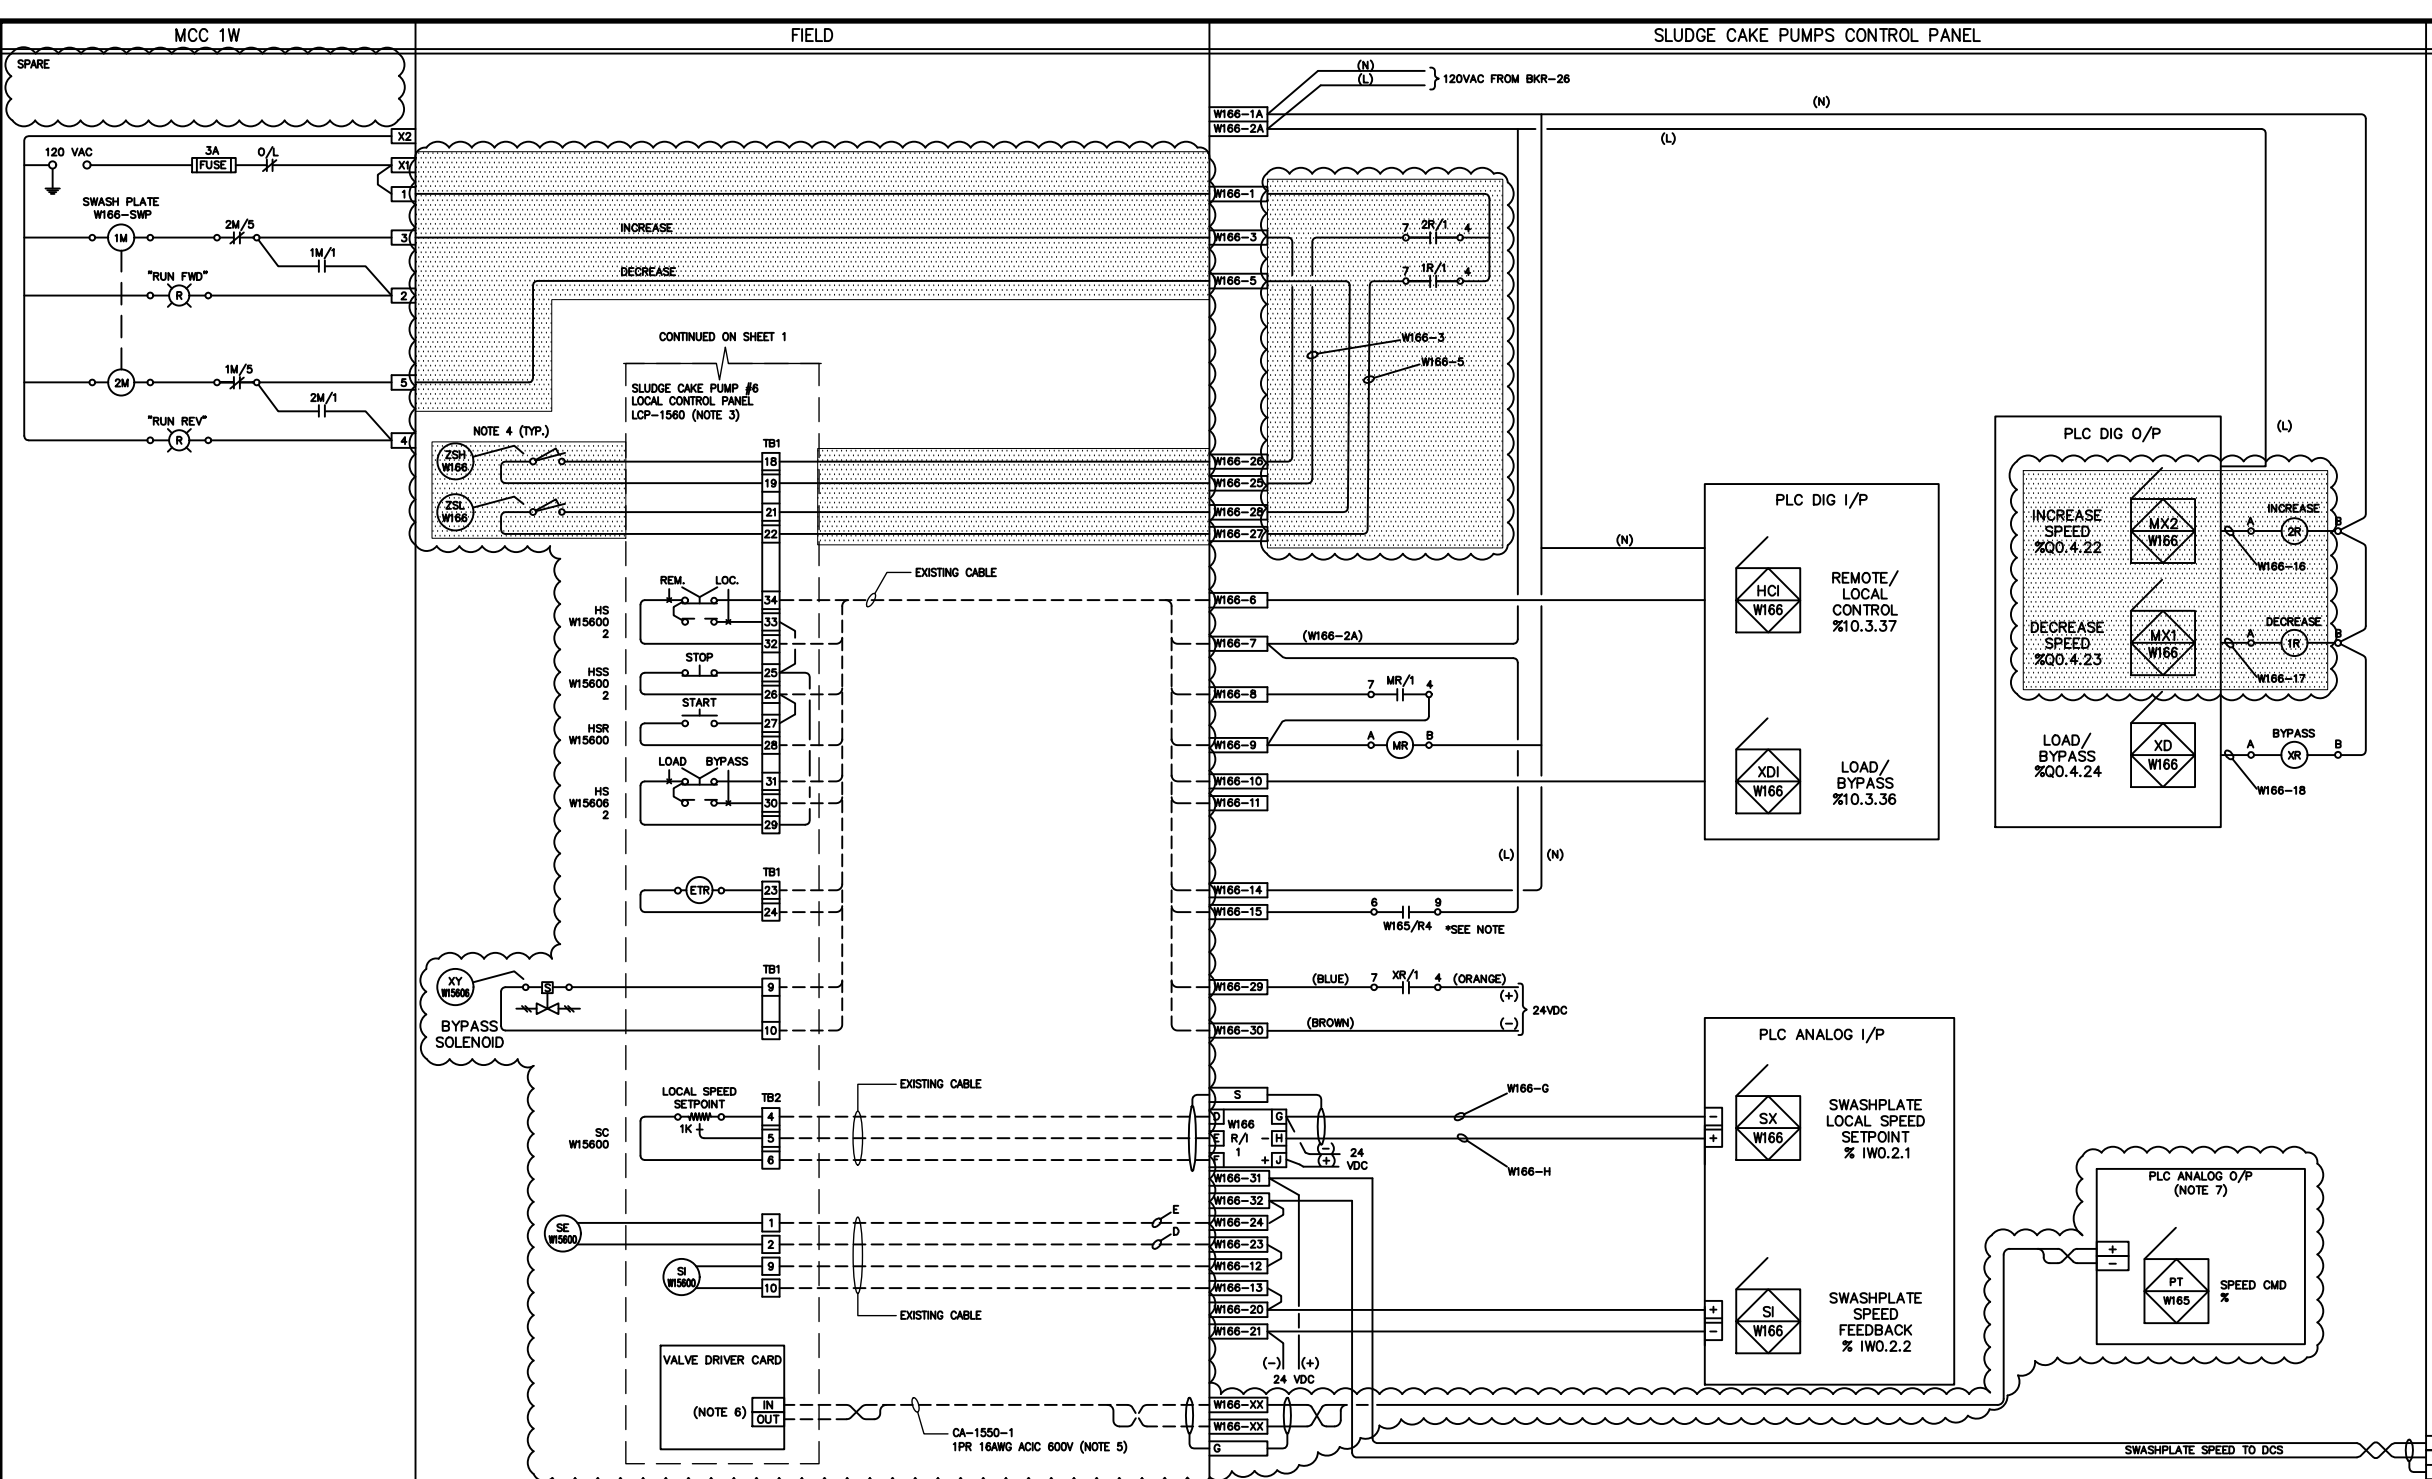 MCC 1W
FIELD
SLUDGE CAKE PUMPS CONTROL PANEL
SPARE
X2
120 VAC
3A
FUSE
O/L
X1
1
SWASH PLATE
W166-SWP
1M
2M/5
1M/1
3
"RUN FWD"
R
2
2M
1M/5
2M/1
5
"RUN REV"
R
4
INCREASE
DECREASE
CONTINUED ON SHEET 1
SLUDGE CAKE PUMP #6
LOCAL CONTROL PANEL
LCP-1560 (NOTE 3)
NOTE 4 (TYP.)
ZSH
W166
ZSL
W166
TB1
18
19
21
22
EXISTING CABLE
REM.
LOC.
HS
W15600
2
34
33
32
STOP
HSS
W15600
2
25
26
START
HSR
W15600
27
28
LOAD
BYPASS
HS
W15606
2
31
30
29
TB1
ETR
23
24
TB1
XY
W15606
S
9
10
BYPASS
SOLENOID
EXISTING CABLE
LOCAL SPEED
SETPOINT
1K
SC
W15600
TB2
4
5
6
SE
W15600
1
2
E
D
SI
W15600
9
10
EXISTING CABLE
VALVE DRIVER CARD
(NOTE 6)
IN
OUT
CA-1550-1
1PR 16AWG ACIC 600V (NOTE 5)
(N)
(L)
120VAC FROM BKR-26
W166-1A
W166-2A
(N)
(L)
W166-1
W166-3
W166-5
7
2R/1
4
7
1R/1
4
W166-3
W166-5
W166-26
W166-25
W166-28
W166-27
W166-6
W166-7
(W166-2A)
W166-8
7
MR/1
4
W166-9
A
MR
B
W166-10
W166-11
(L)
(N)
W166-14
W166-15
6
9
W165/R4
*SEE NOTE
W166-29
(BLUE)
7
XR/1
4
(ORANGE)
(+)
24VDC
W166-30
(BROWN)
(-)
S
D
E
F
W166
R/I
1
G
- H
+ J
(-)
(+)
24
VDC
W166-G
W166-H
W166-31
W166-32
W166-24
W166-23
W166-12
W166-13
W166-20
W166-21
(-)
(+)
24 VDC
W166-XX
W166-XX
G
(N)
PLC DIG I/P
HCI
W166
REMOTE/
LOCAL
CONTROL
%10.3.37
XDI
W166
LOAD/
BYPASS
%10.3.36
PLC DIG O/P
(L)
INCREASE
SPEED
%Q0.4.22
MX2
W166
A
INCREASE
2R
B
W166-16
DECREASE
SPEED
%Q0.4.23
MX1
W166
A
DECREASE
1R
B
W166-17
LOAD/
BYPASS
%Q0.4.24
XD
W166
A
BYPASS
XR
B
W166-18
PLC ANALOG I/P
-
+
SX
W166
SWASHPLATE
LOCAL SPEED
SETPOINT
% IW0.2.1
+
-
SI
W166
SWASHPLATE
SPEED
FEEDBACK
% IW0.2.2
PLC ANALOG O/P
(NOTE 7)
+
-
PT
W165
SPEED CMD
%
SWASHPLATE SPEED TO DCS